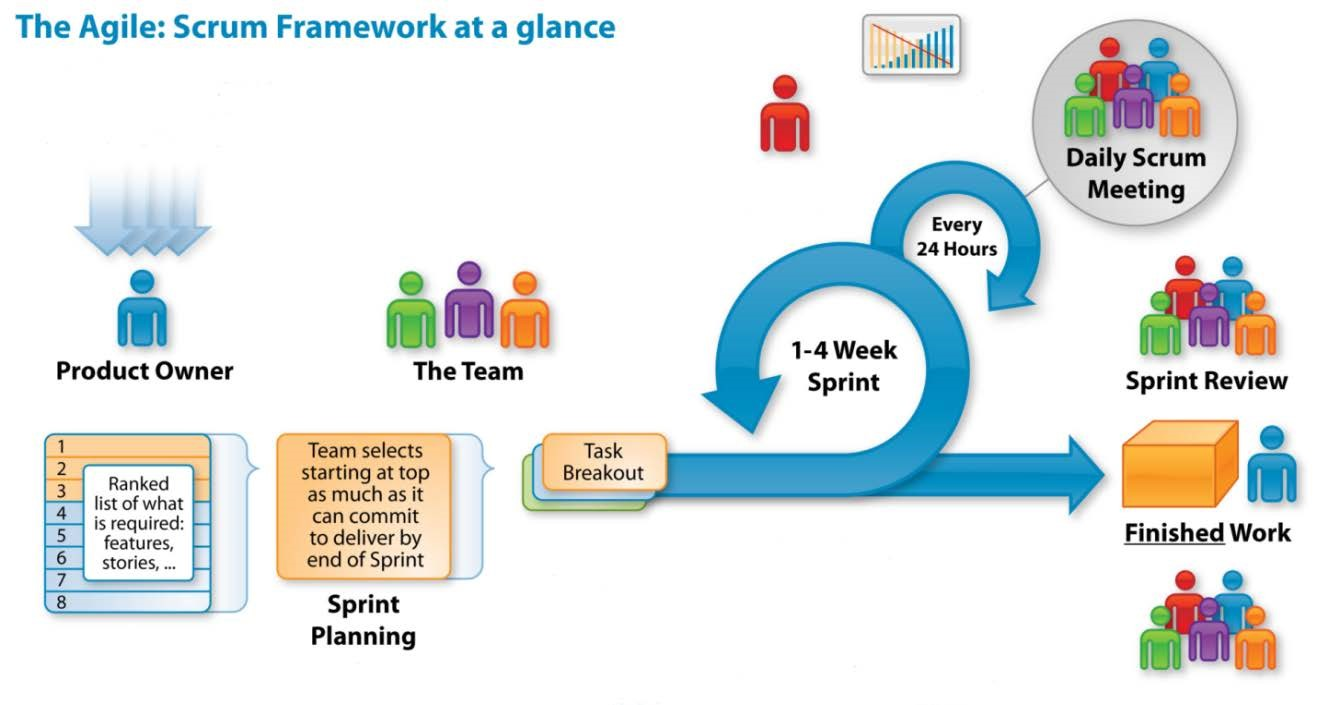 The Agile: Scrum Framework at a glance
Daily Scrum
Meeting
Every
24 Hours
Product Owner
The Team
1-4 Week
Sprint
Sprint Review
1
2
3
4
5
6
7
8
Ranked
list of what
is required:
features,
stories, ...
Team selects
starting at top
as much as it
can commit
to deliver by
end of Sprint
Sprint
Planning
Task
Breakout
Finished Work